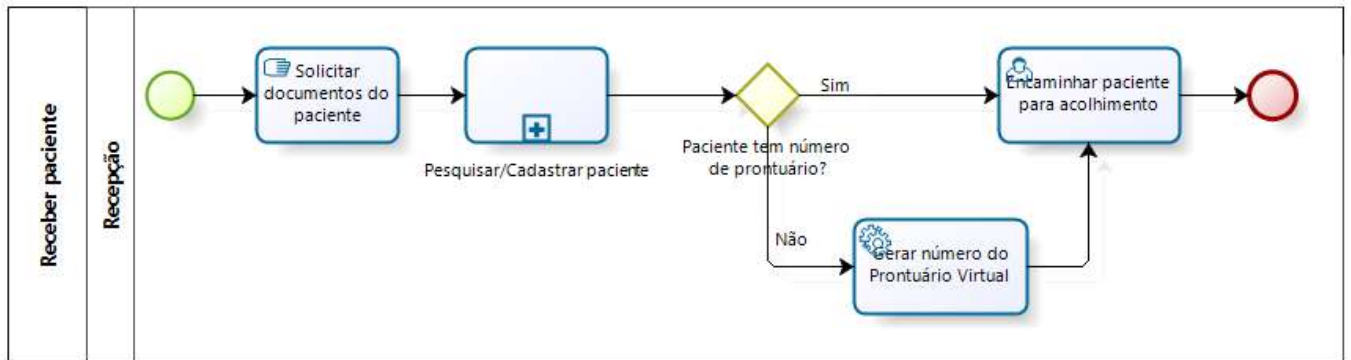 Receber paciente
Recepção
Solicitar
documentos do
paciente
Pesquisar/Cadastrar paciente
Paciente tem número
de prontuário?
Sim
Não
Encaminhar paciente
para acolhimento
Gerar número do
Prontuário Virtual